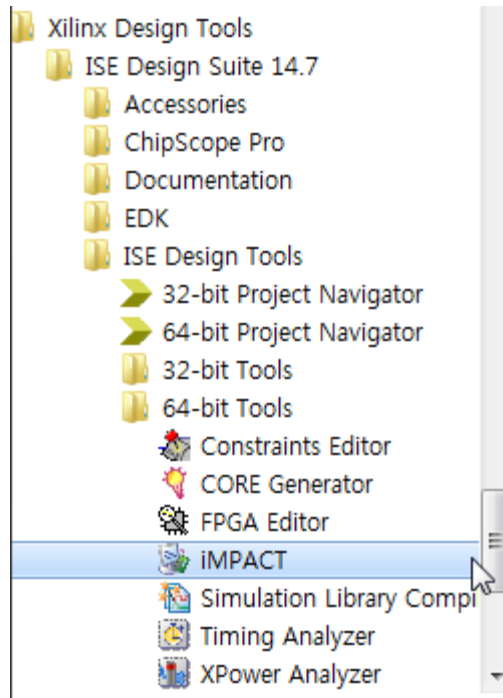 Xilinx Design Tools
ISE Design Suite 14.7
Accessories
ChipScope Pro
Documentation
EDK
ISE Design Tools
32-bit Project Navigator
64-bit Project Navigator
32-bit Tools
64-bit Tools
Constraints Editor
CORE Generator
FPGA Editor
iMPACT
Simulation Library Compi
Timing Analyzer
XPower Analyzer